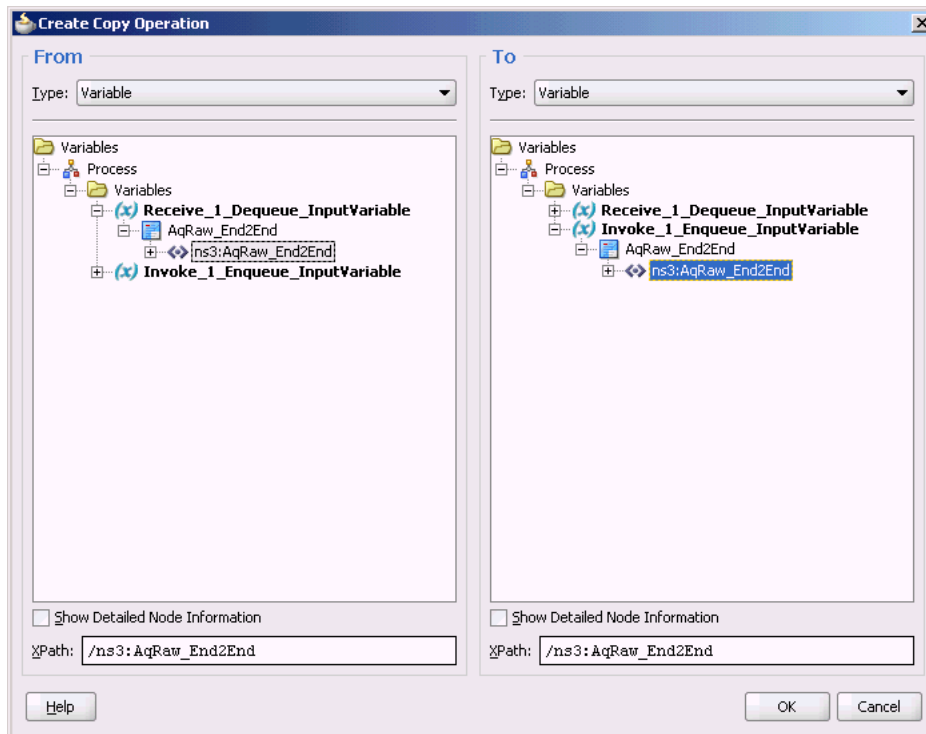 Create Copy Operation
From
Type: Variable
Variables
Process
Variables
(x) Receive_1_Dequeue_InputVariable
AqRaw_End2End
ns3:AqRaw_End2End
(x) Invoke_1_Enqueue_InputVariable
Show Detailed Node Information
XPath: /ns3:AqRaw_End2End
To
Type: Variable
Variables
Process
Variables
(x) Receive_1_Dequeue_InputVariable
(x) Invoke_1_Enqueue_InputVariable
AqRaw_End2End
ns3:AqRaw_End2End
Show Detailed Node Information
XPath: /ns3:AqRaw_End2End
Help
OK
Cancel